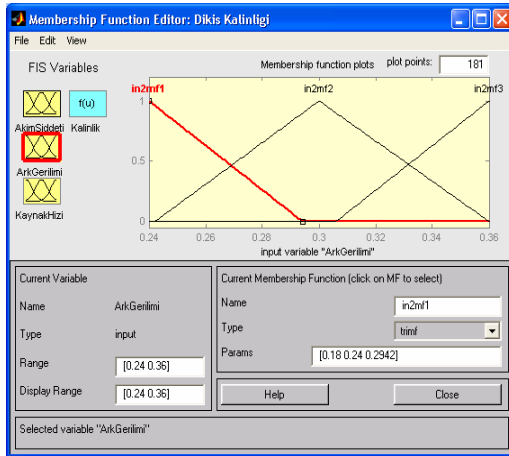 Membership Function Editor: Dikis Kalinligi
File Edit View
FIS Variables
Membership function plots plot points: 181
f(u)
AkimSiddeti Kalinlik
ArkGerilimi
KaynakHizi
in2mf1 in2mf2 in2mf3
1
0.5
0
0.24 0.26 0.28 0.3 0.32 0.34 0.36
input variable "ArkGerilimi"
Current Variable
Name ArkGerilimi
Type input
Range [0.24 0.36]
Display Range [0.24 0.36]
Current Membership Function (click on MF to select)
Name in2mf1
Type trimf
Params [0.18 0.24 0.2942]
Help Close
Selected variable "ArkGerilimi"